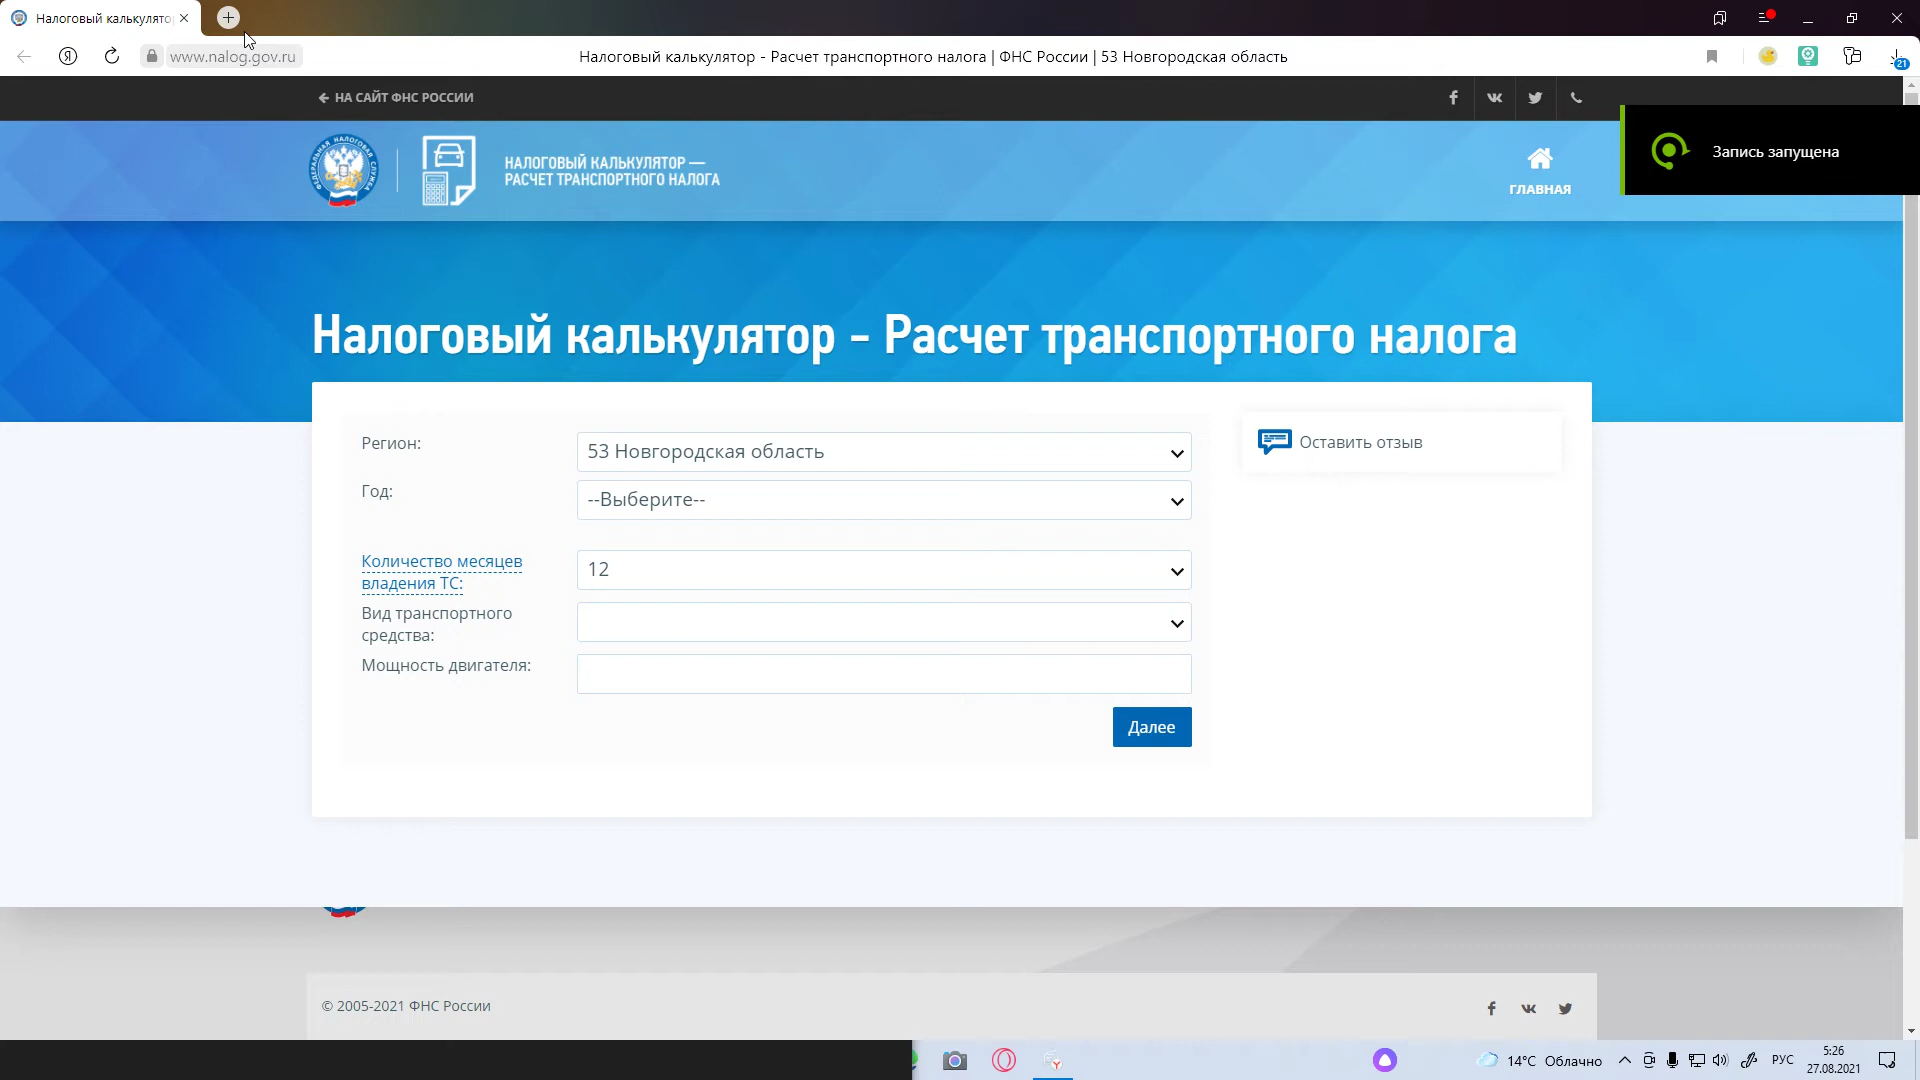 Налоговый калькулято
www.nalog.gov.ru
Налоговый калькулятор - Расчет транспортного налога | ФНС России | 53 Новгородская область
21
НА САЙТ ФНС РОССИИ
НАЛОГОВЫЙ КАЛЬКУЛЯТОР —
РАСЧЕТ ТРАНСПОРТНОГО НАЛОГА
ГЛАВНАЯ
Запись запущена
Налоговый калькулятор - Расчет транспортного налога
Регион:
53 Новгородская область
Год:
--Выберите--
Количество месяцев
владения ТС:
12
Вид транспортного
средства:
Мощность двигателя:
Далее
Оставить отзыв
© 2005-2021 ФНС России
14°C Облачно
РУС
5:26
27.08.2021